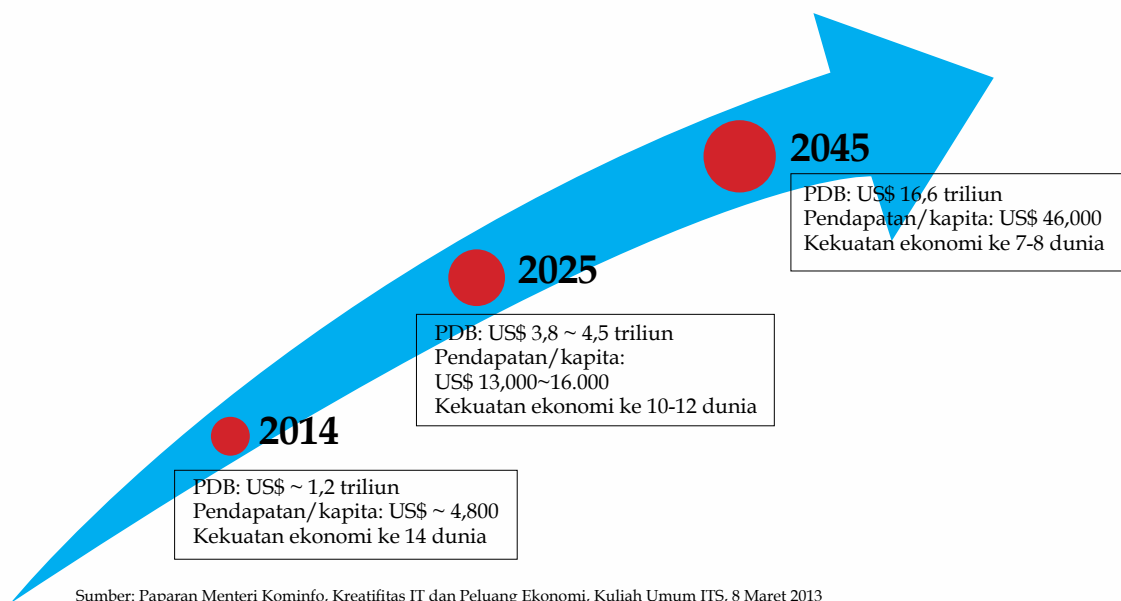 2045
PDB: US$ 16,6 triliun
Pendapatan/kapita: US$ 46,000
Kekuatan ekonomi ke 7-8 dunia
2025
PDB: US$ 3,8 ~ 4,5 triliun
Pendapatan/kapita:
US$ 13,000~16.000
Kekuatan ekonomi ke 10-12 dunia
2014
PDB: US$ ~ 1,2 triliun
Pendapatan/kapita: US$ ~ 4,800
Kekuatan ekonomi ke 14 dunia
Sumber: Paparan Menteri Kominfo, Kreatifitas IT dan Peluang Ekonomi, Kuliah Umum ITS, 8 Maret 2013